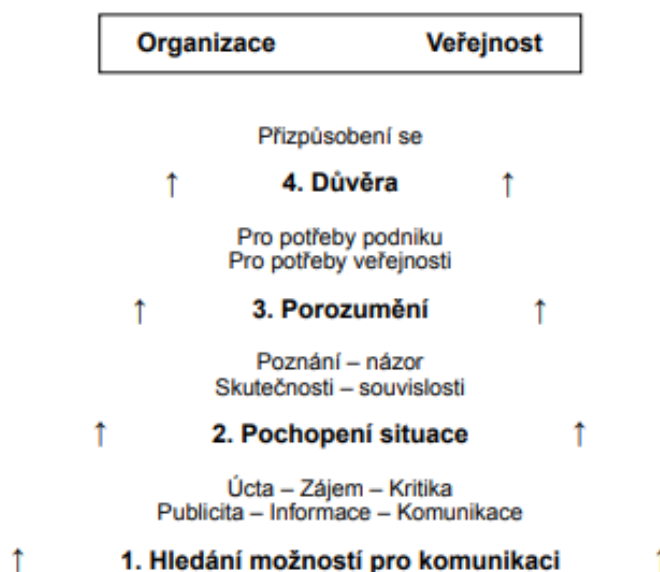 Organizace Veřejnost
Přizpůsobení se
↑ 4. Důvěra ↑
Pro potřeby podniku
Pro potřeby veřejnosti
↑ 3. Porozumění ↑
Poznání – názor
Skutečnosti – souvislosti
↑ 2. Pochopení situace ↑
Úcta – Zájem – Kritika
Publicita – Informace – Komunikace
↑ 1. Hledání možností pro komunikaci ↑